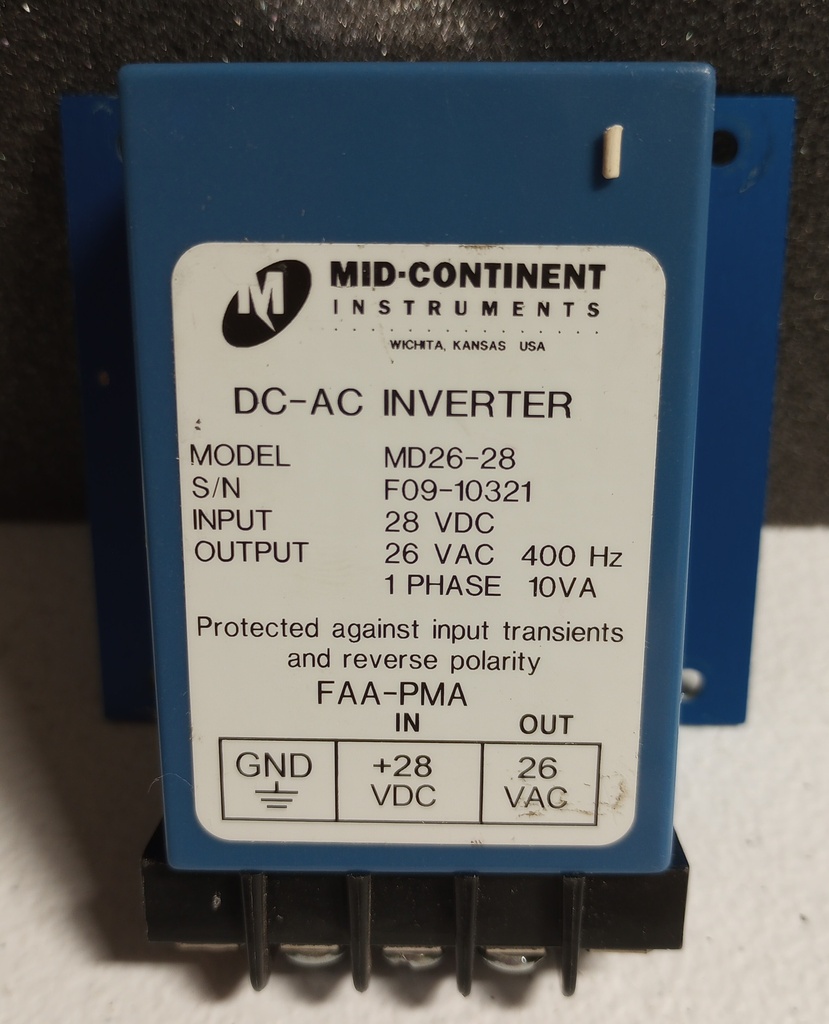 M
MID-CONTINENT
INSTRUMENTS
WICHITA, KANSAS USA
DC-AC INVERTER
MODEL MD26-28
S/N F09-10321
INPUT 28 VDC
OUTPUT 26 VAC 400 Hz
1 PHASE 10VA
Protected against input transients
and reverse polarity
FAA-PMA
IN OUT
GND +28 26
VDC VAC